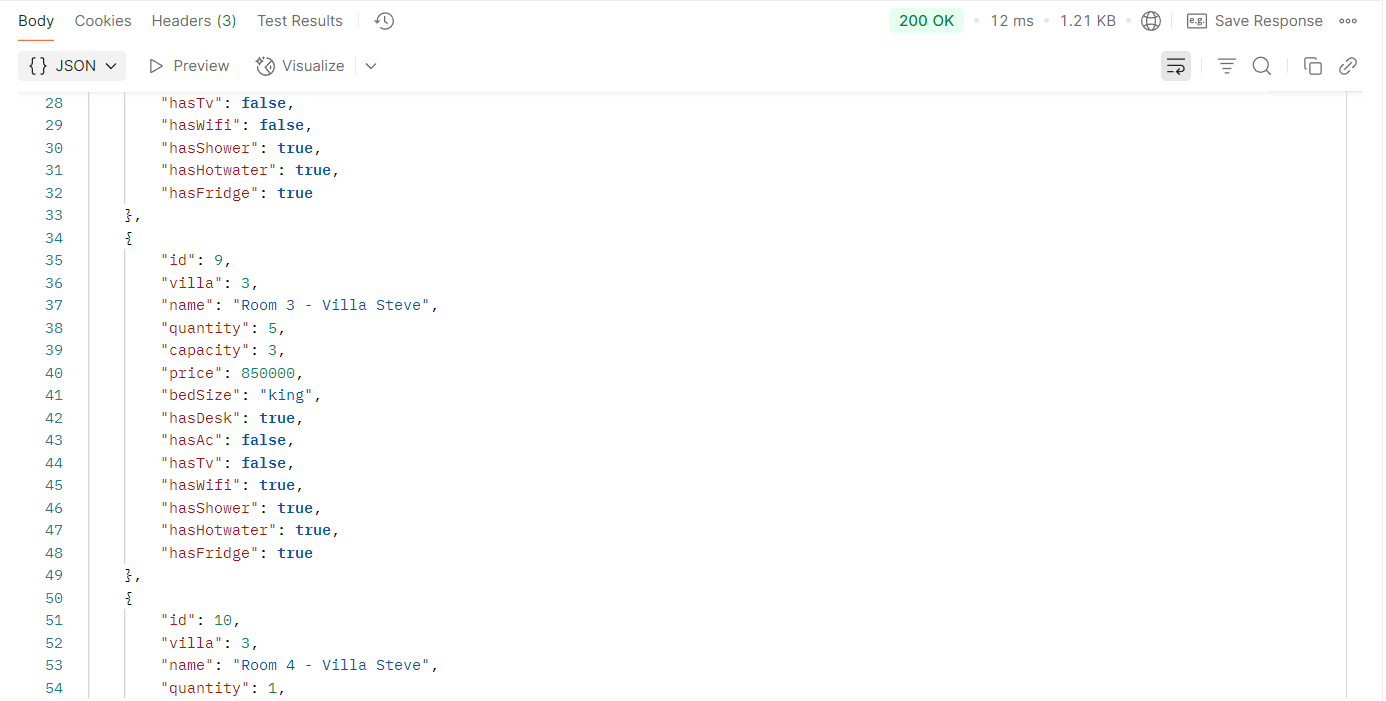 Body Cookies Headers (3) Test Results 200 OK • 12 ms • 1.21 KB • e.g. Save Response
{} JSON Preview Visualize
28 "hasTv": false,
29 "hasWifi": false,
30 "hasShower": true,
31 "hasHotwater": true,
32 "hasFridge": true
33 },
34 {
35 "id": 9,
36 "villa": 3,
37 "name": "Room 3 - Villa Steve",
38 "quantity": 5,
39 "capacity": 3,
40 "price": 850000,
41 "bedSize": "king",
42 "hasDesk": true,
43 "hasAc": false,
44 "hasTv": false,
45 "hasWifi": true,
46 "hasShower": true,
47 "hasHotwater": true,
48 "hasFridge": true
49 },
50 {
51 "id": 10,
52 "villa": 3,
53 "name": "Room 4 - Villa Steve",
54 "quantity": 1,